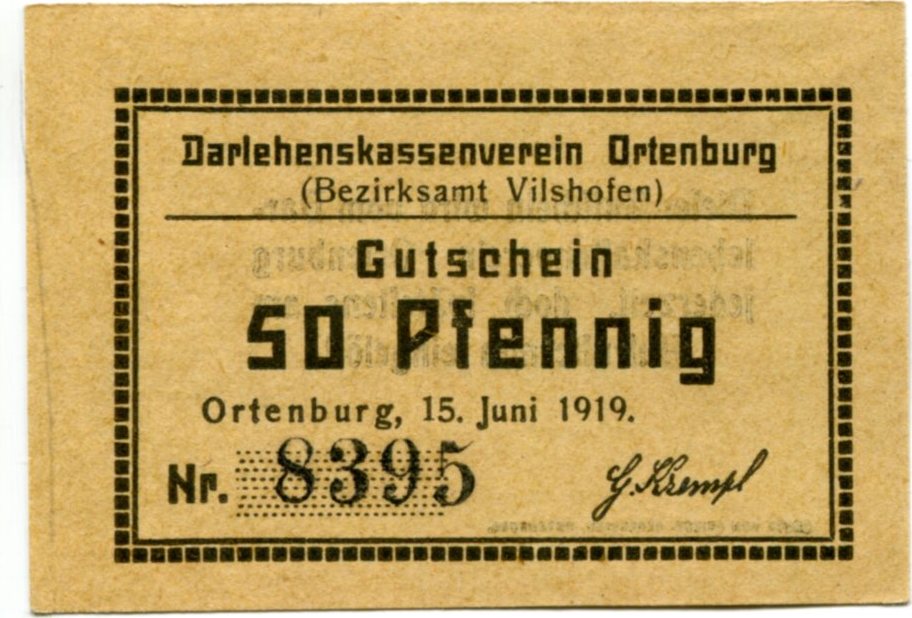 Darlehenskassenverein Ortenburg
(Bezirksamt Vilshofen)
Gutschein
50 Pfennig
Ortenburg, 15. Juni 1919.
Nr. 8395
G. Krempl